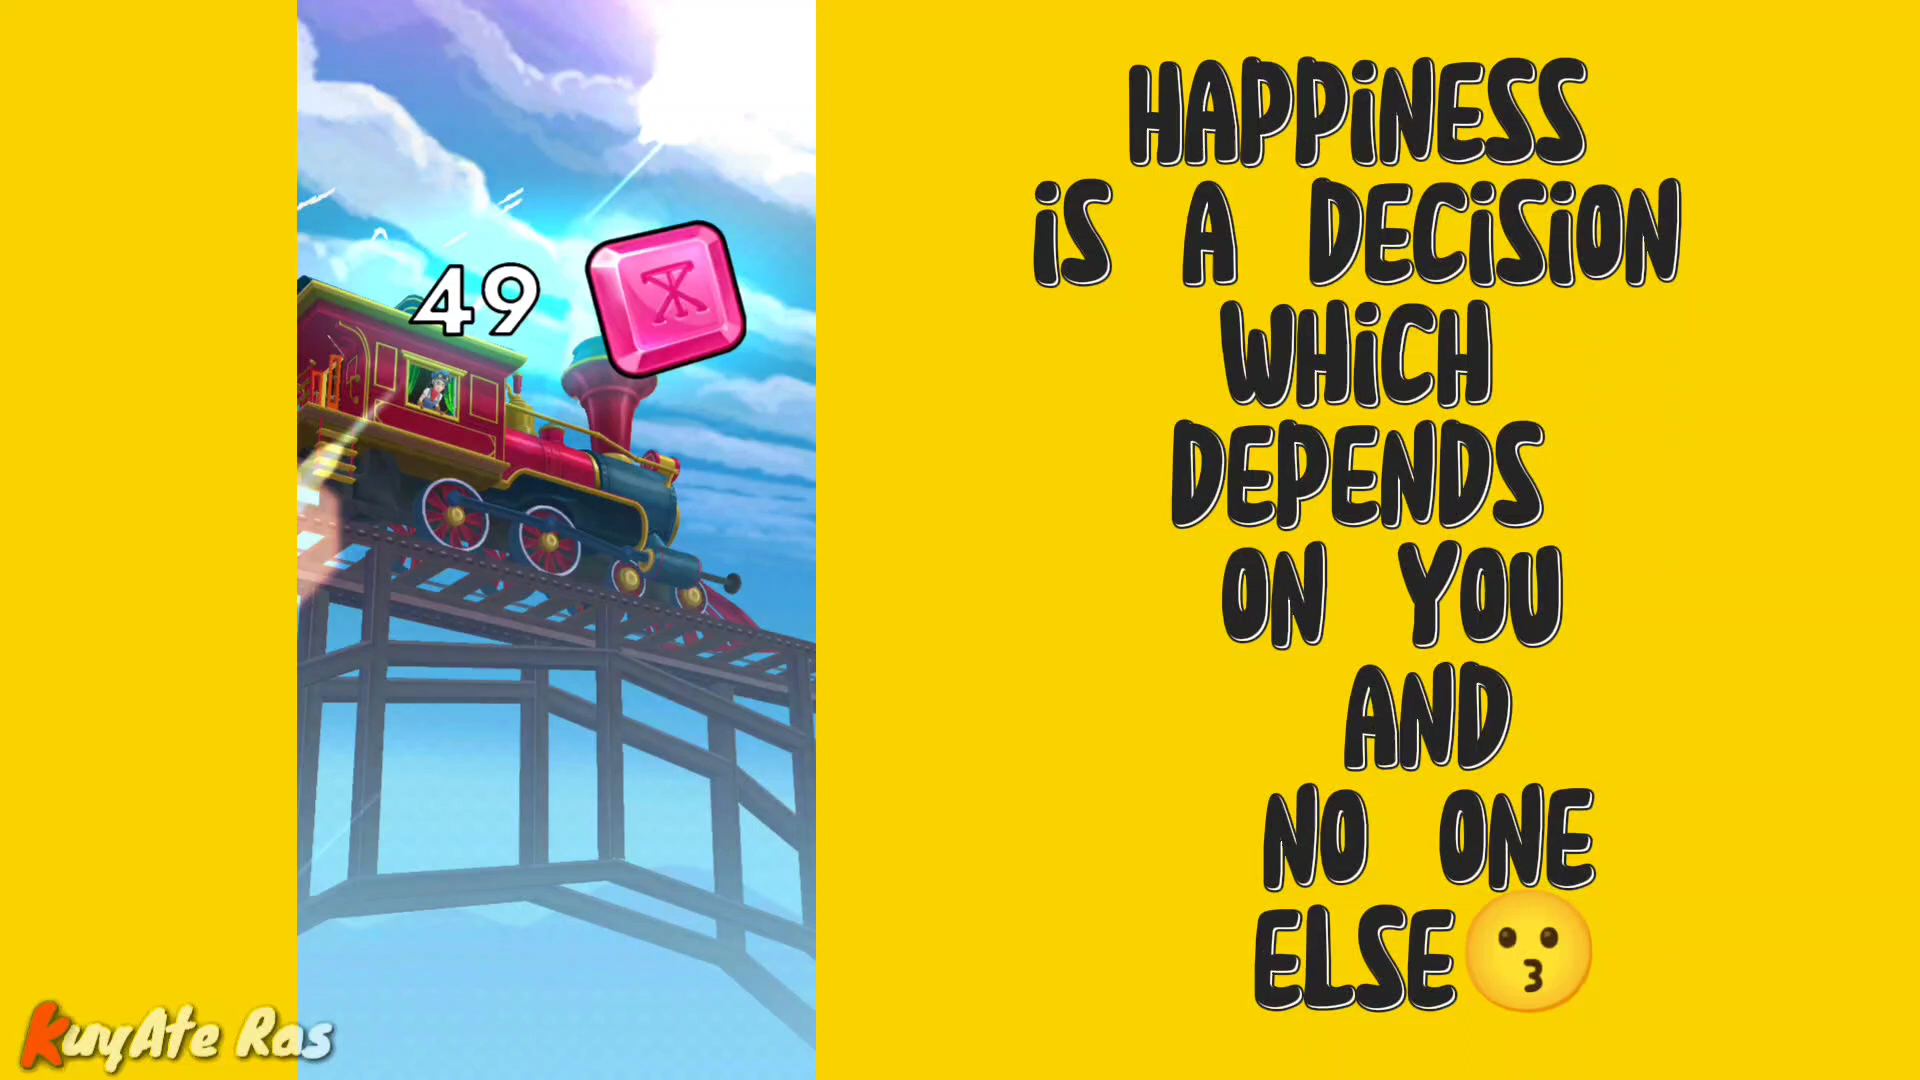 49
HAPPiNESS
iS A DECiSiON
WHiCH
DEPENDS
ON YOU
AND
NO ONE
ELSE😗
KuyAte Ras